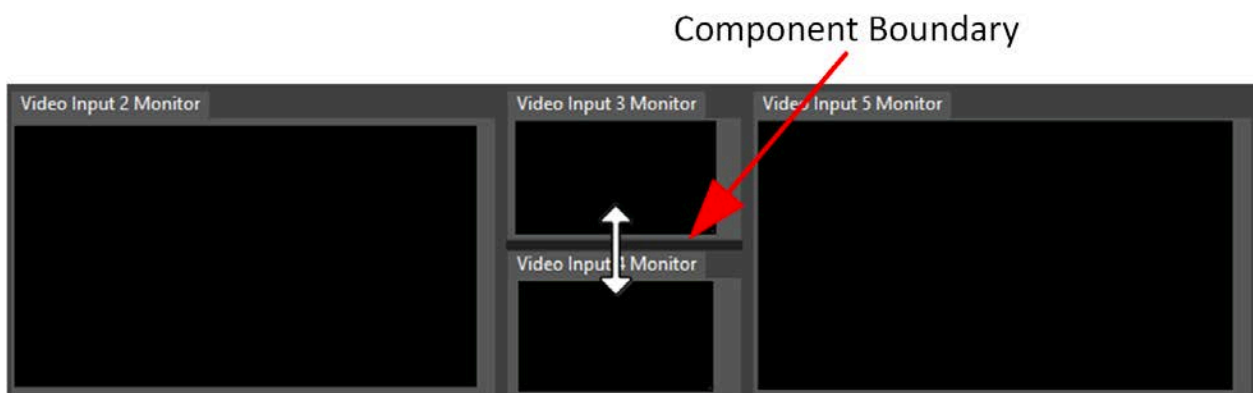 Component Boundary
Video Input 2 Monitor
Video Input 3 Monitor
Video Input 5 Monitor
Video Input 4 Monitor